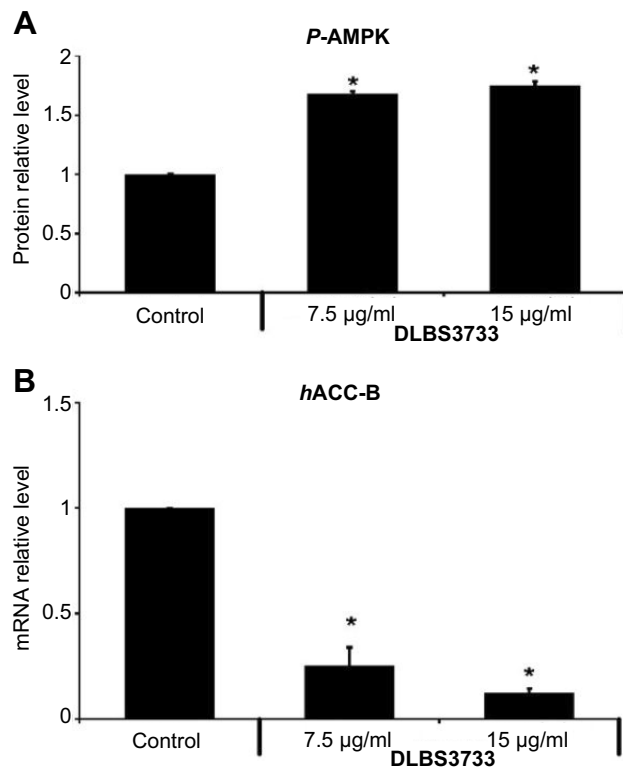 A
P-AMPK
Protein relative level
2
1.5
1
0.5
0
*
*
Control
7.5 µg/ml
15 µg/ml
DLBS3733
B
hACC-B
mRNA relative level
1.5
1
0.5
0
*
*
Control
7.5 µg/ml
15 µg/ml
DLBS3733